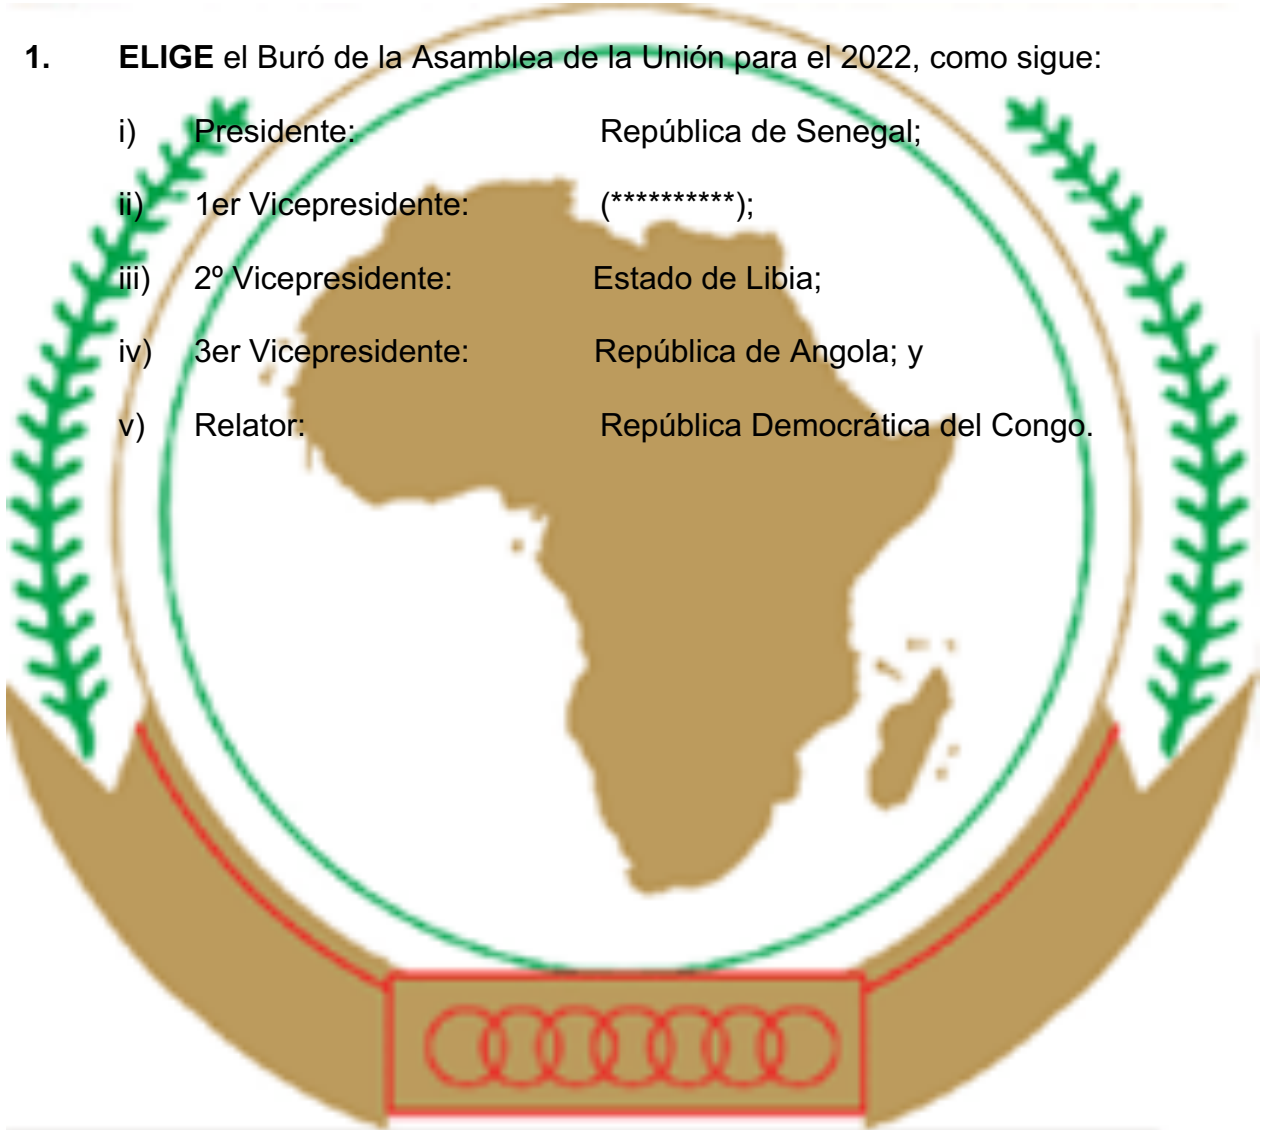 1. ELIGE el Buró de la Asamblea de la Unión para el 2022, como sigue:
i) Presidente: República de Senegal;
ii) 1er Vicepresidente: (**********);
iii) 2º Vicepresidente: Estado de Libia;
iv) 3er Vicepresidente: República de Angola; y
v) Relator: República Democrática del Congo.